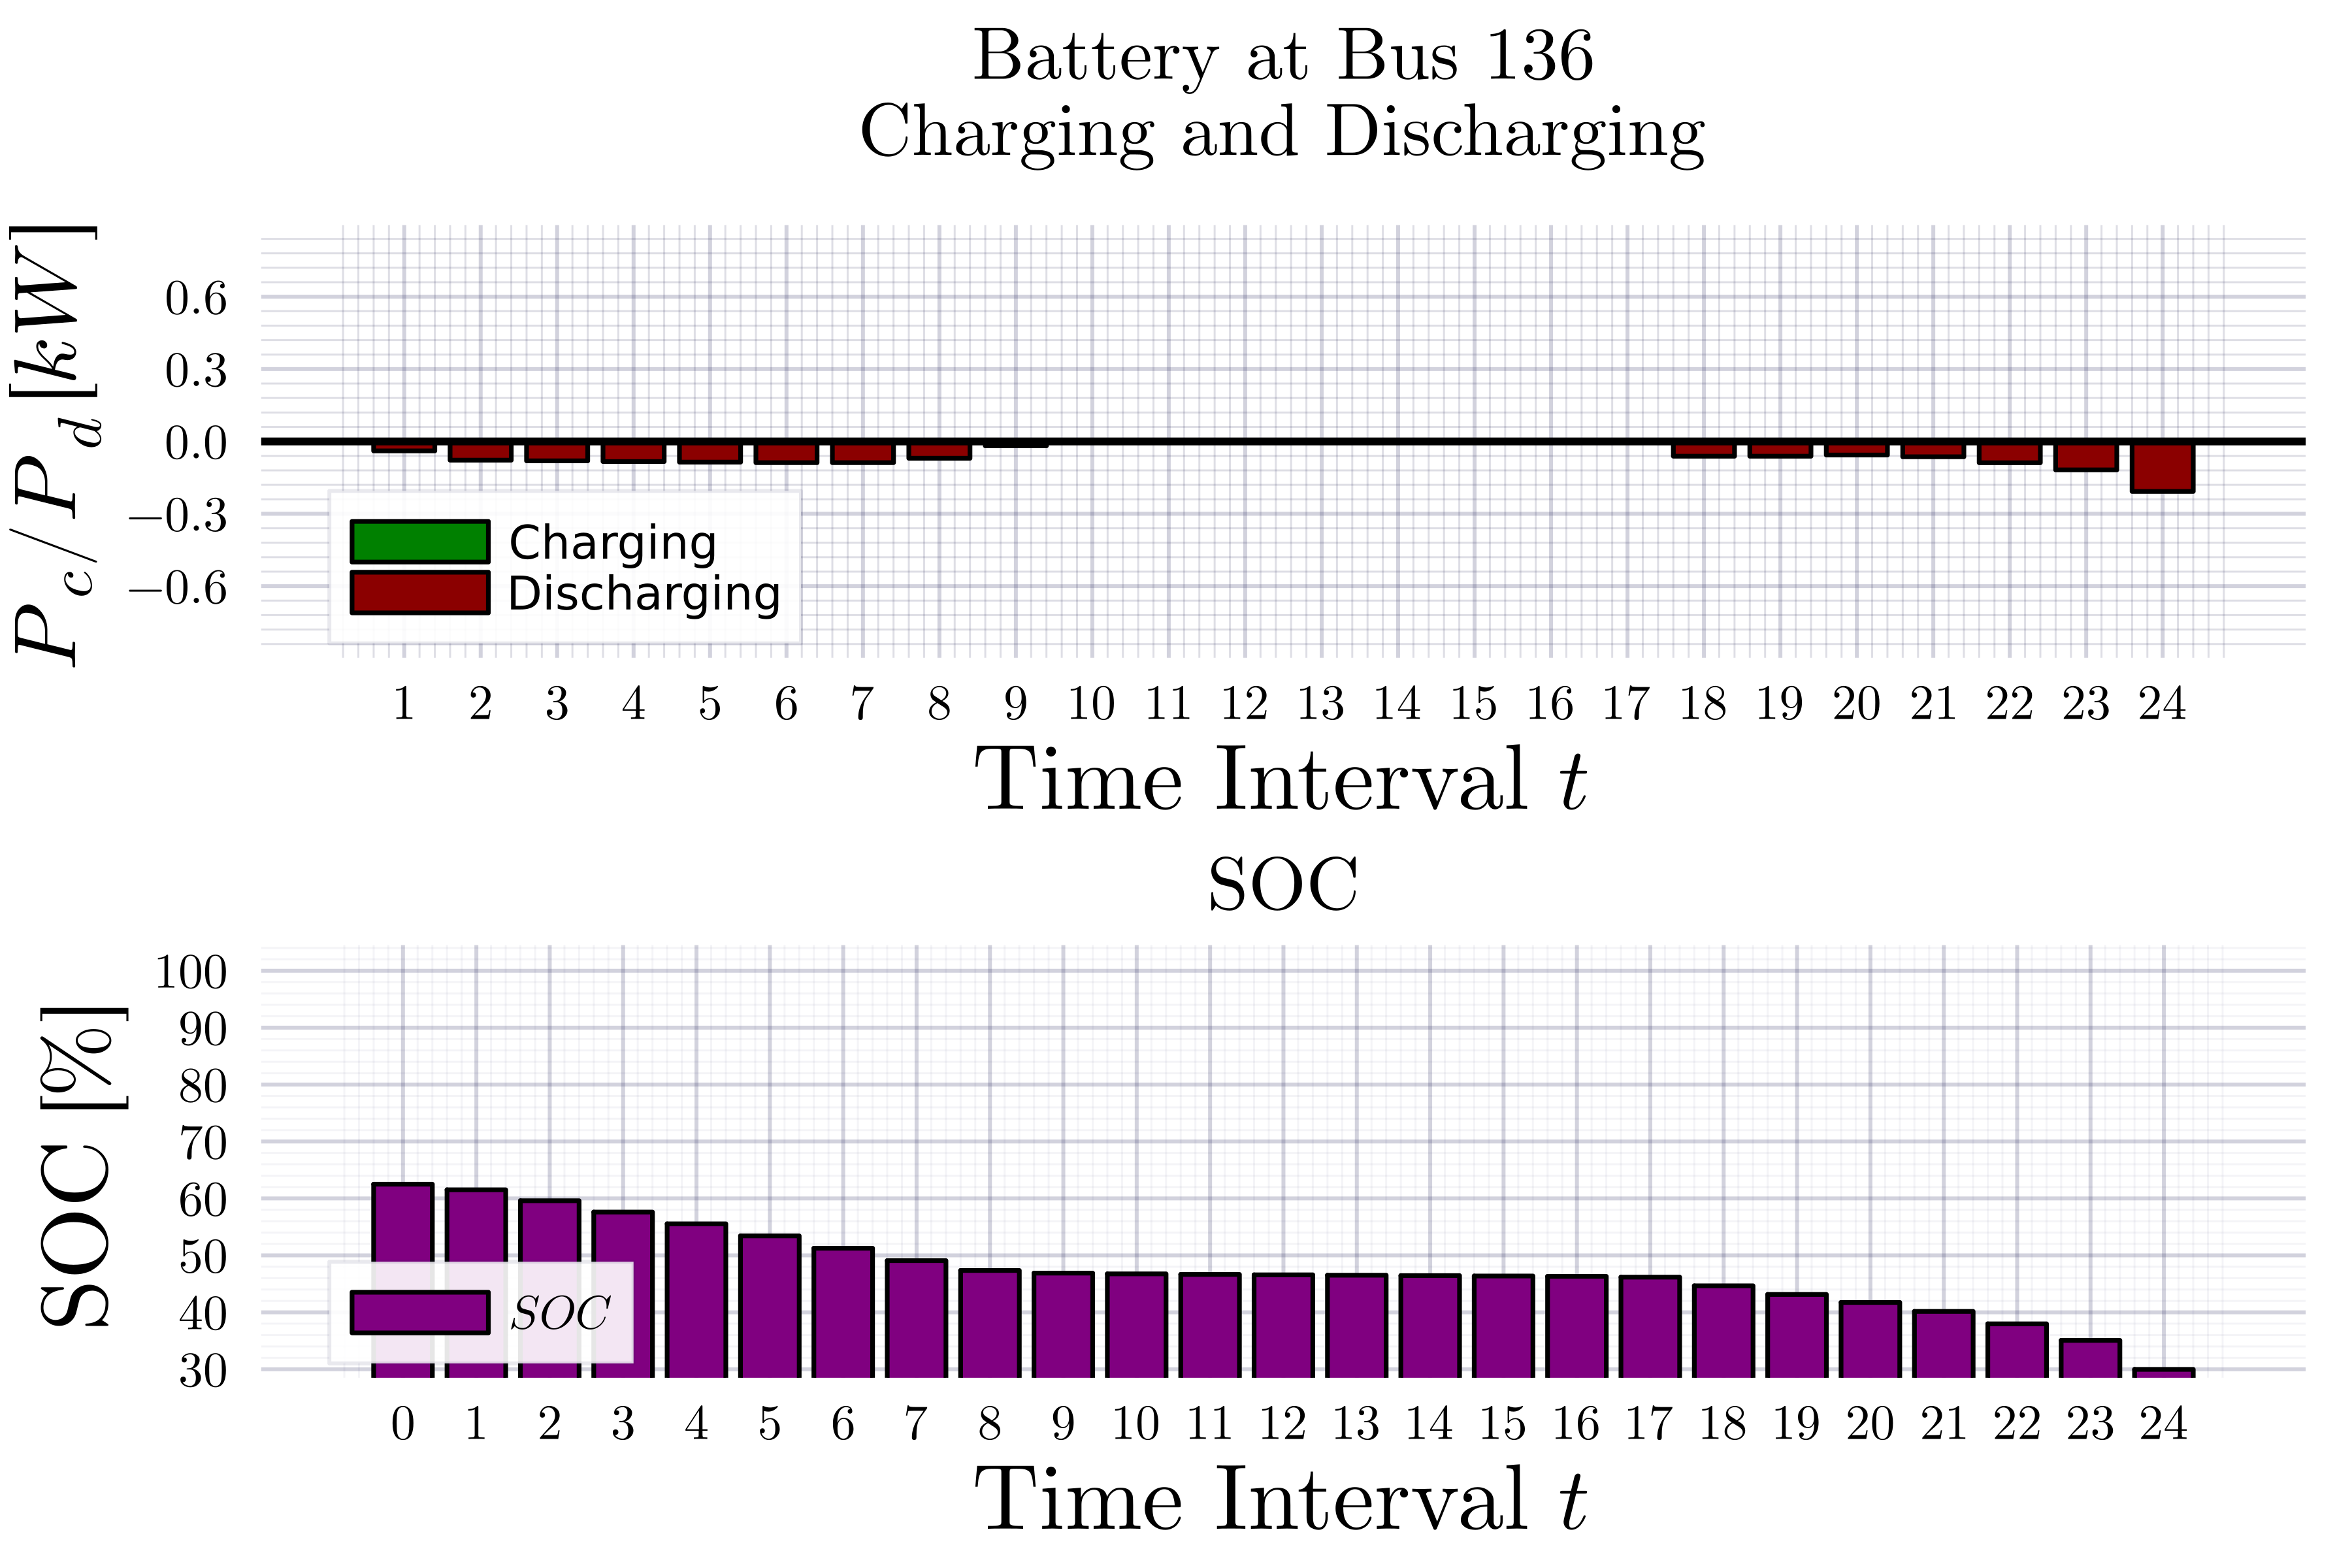 Battery at Bus 136
Charging and Discharging
P_c/P_d [kW]
0.6
0.3
0.0
−0.3
−0.6
Charging
Discharging
1 2 3 4 5 6 7 8 9 10 11 12 13 14 15 16 17 18 19 20 21 22 23 24
Time Interval t
SOC
SOC [%]
100
90
80
70
60
50
40
30
SOC
0 1 2 3 4 5 6 7 8 9 10 11 12 13 14 15 16 17 18 19 20 21 22 23 24
Time Interval t